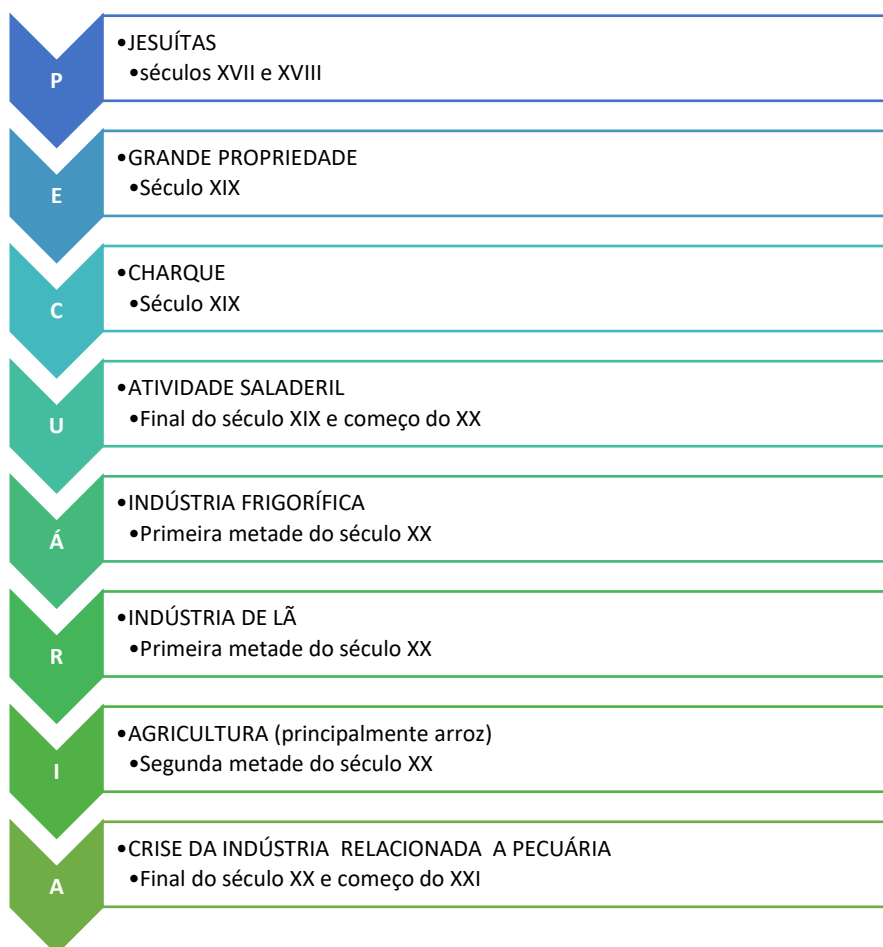 P
•JESUÍTAS
•séculos XVII e XVIII
E
•GRANDE PROPRIEDADE
•Século XIX
C
•CHARQUE
•Século XIX
U
•ATIVIDADE SALADERIL
•Final do século XIX e começo do XX
Á
•INDÚSTRIA FRIGORÍFICA
•Primeira metade do século XX
R
•INDÚSTRIA DE LÃ
•Primeira metade do século XX
I
•AGRICULTURA (principalmente arroz)
•Segunda metade do século XX
A
•CRISE DA INDÚSTRIA RELACIONADA A PECUÁRIA
•Final do século XX e começo do XXI